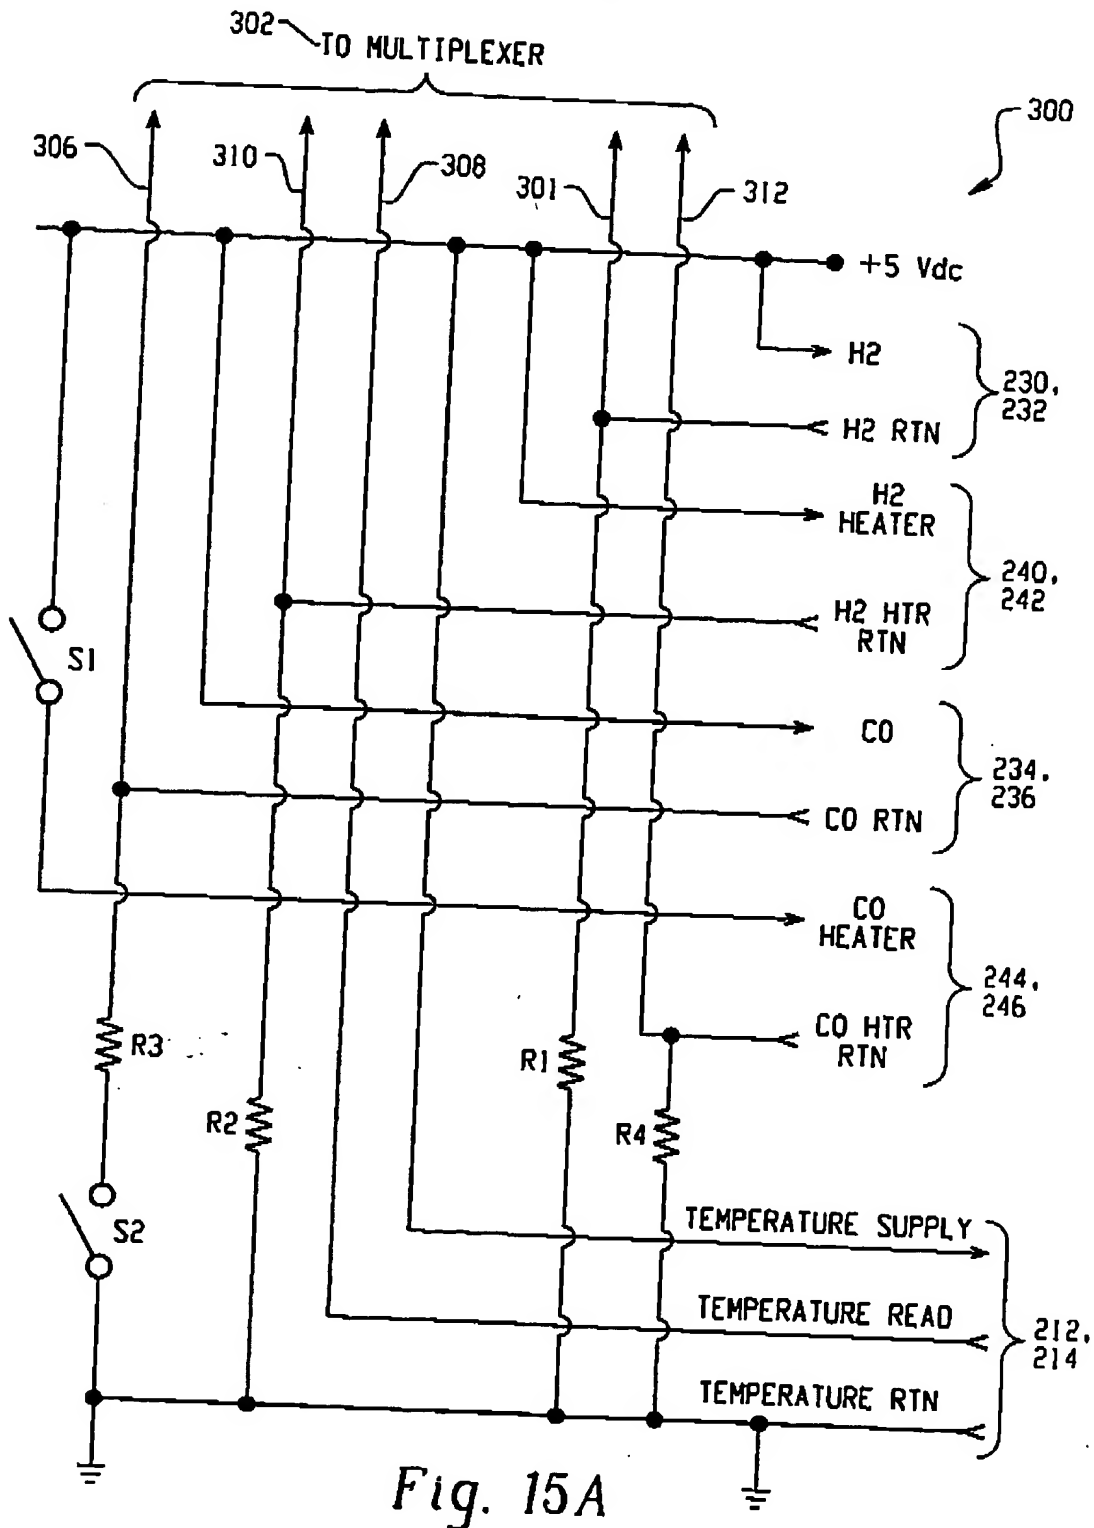 302
TO MULTIPLEXER
300
306
310
308
301
312
+5 Vdc
H2
230,
232
H2 RTN
H2
HEATER
240,
242
H2 HTR
RTN
S1
CO
234,
236
CO RTN
CO
HEATER
244,
246
CO HTR
RTN
R3
R1
R2
R4
S2
TEMPERATURE SUPPLY
TEMPERATURE READ
212,
214
TEMPERATURE RTN
Fig. 15A